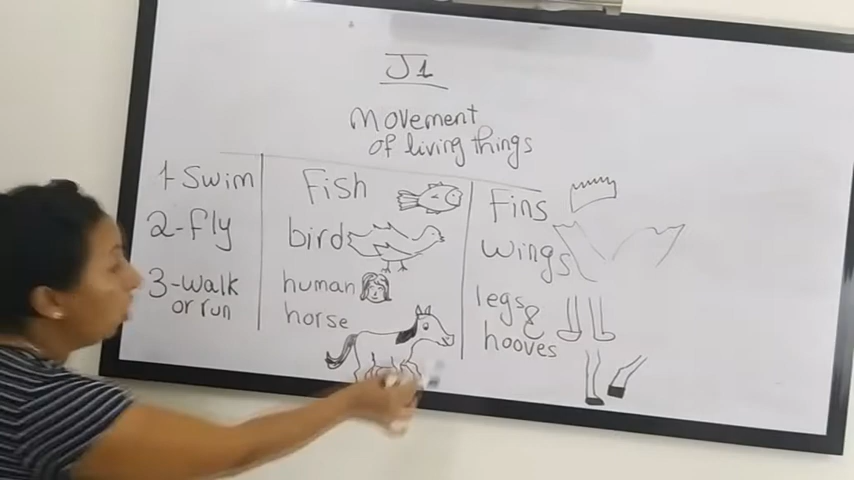 J1
Movement
of living things
1 Swim Fish Fins
2-Fly bird wings
3-walk human legs &
or run horse hooves